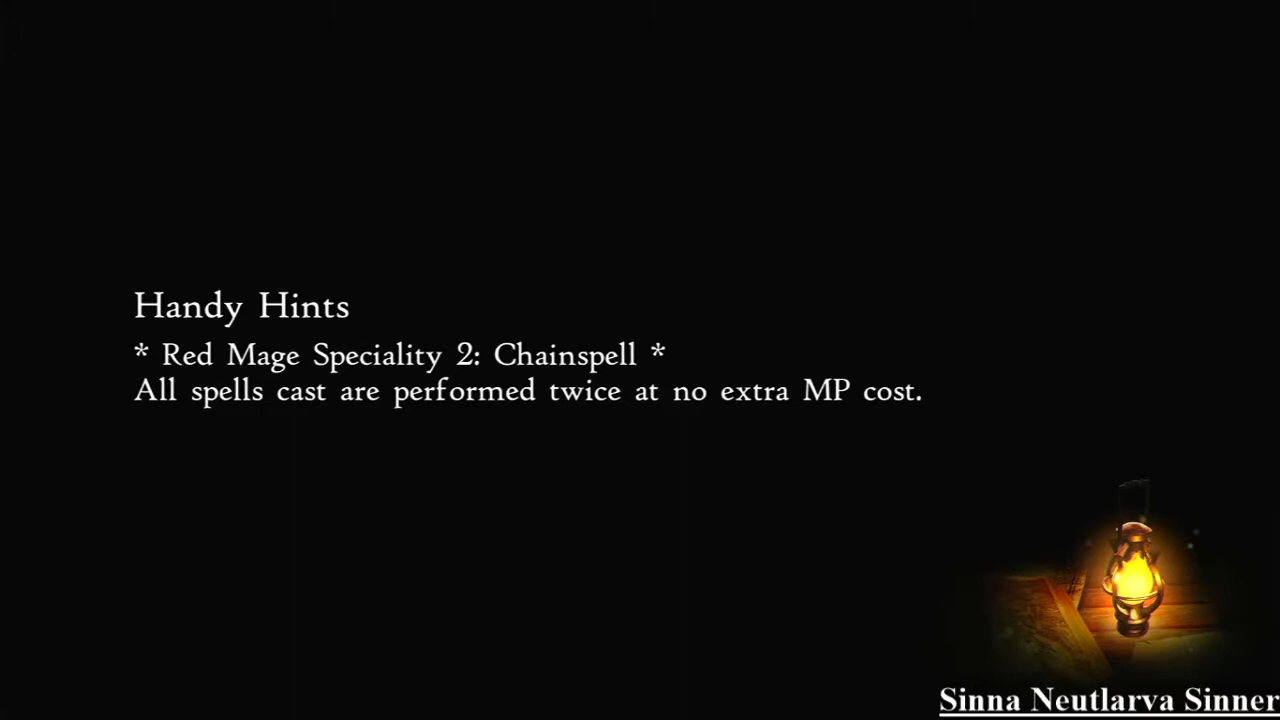 Handy Hints
* Red Mage Speciality 2: Chainspell *
All spells cast are performed twice at no extra MP cost.
Sinna Neutlarva Sinner